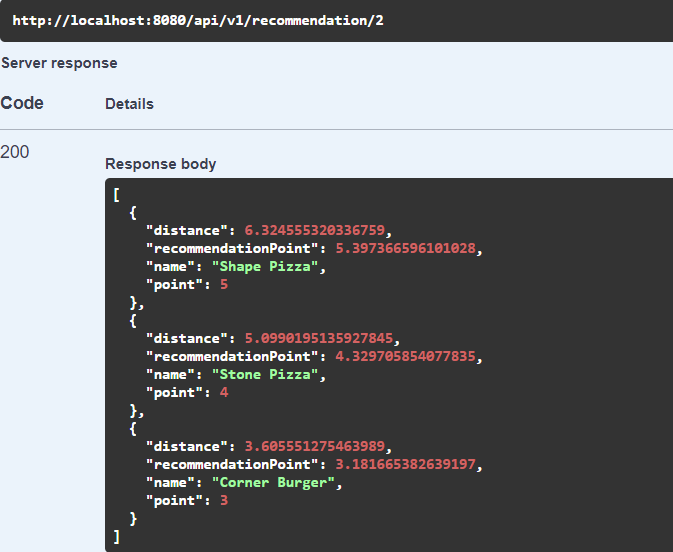 http://localhost:8080/api/v1/recommendation/2
Server response
Code Details
200
Response body
[
  {
    "distance": 6.324555320336759,
    "recommendationPoint": 5.397366596101028,
    "name": "Shape Pizza",
    "point": 5
  },
  {
    "distance": 5.0990195135927845,
    "recommendationPoint": 4.329705854077835,
    "name": "Stone Pizza",
    "point": 4
  },
  {
    "distance": 3.605551275463989,
    "recommendationPoint": 3.181665382639197,
    "name": "Corner Burger",
    "point": 3
  }
]